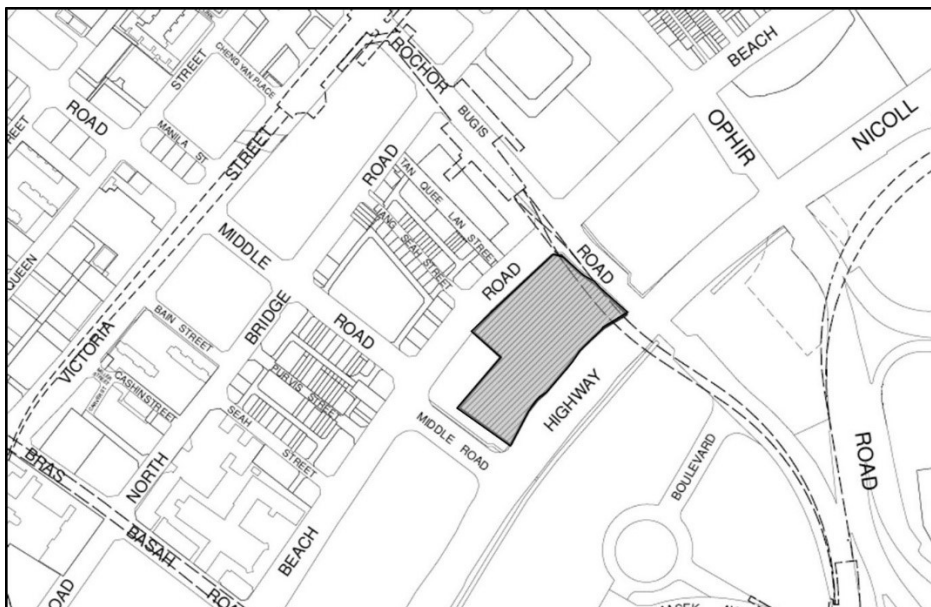 ROCHOR
BEACH
STREET
CHENG YAN PLACE
ROAD
BUGIS
OPHIR
NICOLL
MANILA ST
STREET
ROAD
TAN QUEE LAN STREET
LIANG SEAH STREET
MIDDLE
ROAD
ROAD
QUEEN
BRIDGE
ROAD
BAIN STREET
VICTORIA
PURVIS STREET
CASHIN STREET
HIGHWAY
SEAH STREET
MIDDLE ROAD
BOULEVARD
ROAD
BRAS
NORTH
BASAH
BEACH
ROAD